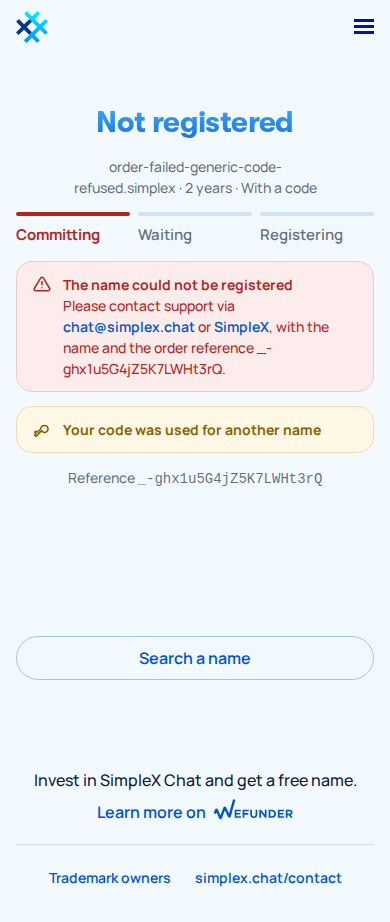 Not registered
order-failed-generic-code-
refused.simplex · 2 years · With a code
Committing
Waiting
Registering
The name could not be registered
Please contact support via
chat@simplex.chat or SimpleX, with the
name and the order reference _-
ghx1u5G4jZ5K7LWHt3rQ.
Your code was used for another name
Reference _-ghx1u5G4jZ5K7LWHt3rQ
Search a name
Invest in SimpleX Chat and get a free name.
Learn more on WEFUNDER
Trademark owners
simplex.chat/contact